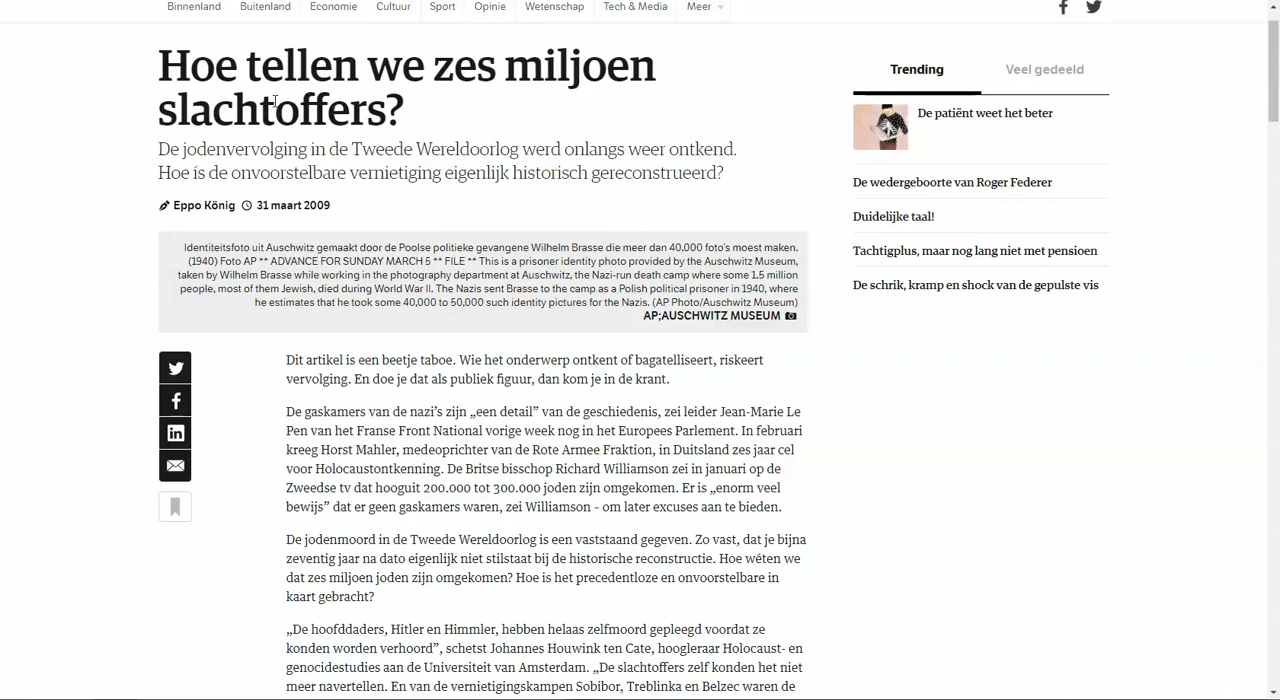 Binnenland Buitenland Economie Cultuur Sport Opinie Wetenschap Tech & Media Meer
Hoe tellen we zes miljoen
slachtoffers?
De jodenvervolging in de Tweede Wereldoorlog werd onlangs weer ontkend.
Hoe is de onvoorstelbare vernietiging eigenlijk historisch gereconstrueerd?
Eppo König 31 maart 2009
Identiteitsfoto uit Auschwitz gemaakt door de Poolse politieke gevangene Wilhelm Brasse die meer dan 40.000 foto's moest maken.
(1940) Foto AP ** ADVANCE FOR SUNDAY MARCH 5 ** FILE ** This is a prisoner identity photo provided by the Auschwitz Museum,
taken by Wilhelm Brasse while working in the photography department at Auschwitz, the Nazi-run death camp where some 1.5 million
people, most of them Jewish, died during World War II. The Nazis sent Brasse to the camp as a Polish political prisoner in 1940, where
he estimates that he took some 40,000 to 50,000 such identity pictures for the Nazis. (AP Photo/Auschwitz Museum)
AP;AUSCHWITZ MUSEUM
Dit artikel is een beetje taboe. Wie het onderwerp ontkent of bagatelliseert, riskeert
vervolging. En doe je dat als publiek figuur, dan kom je in de krant.
De gaskamers van de nazi's zijn „een detail” van de geschiedenis, zei leider Jean-Marie Le
Pen van het Franse Front National vorige week nog in het Europees Parlement. In februari
kreeg Horst Mahler, medeoprichter van de Rote Armee Fraktion, in Duitsland zes jaar cel
voor Holocaustontkenning. De Britse bisschop Richard Williamson zei in januari op de
Zweedse tv dat hooguit 200.000 tot 300.000 joden zijn omgekomen. Er is „enorm veel
bewijs” dat er geen gaskamers waren, zei Williamson – om later excuses aan te bieden.
De jodenmoord in de Tweede Wereldoorlog is een vaststaand gegeven. Zo vast, dat je bijna
zeventig jaar na dato eigenlijk niet stilstaat bij de historische reconstructie. Hoe wéten we
dat zes miljoen joden zijn omgekomen? Hoe is het precedentloze en onvoorstelbare in
kaart gebracht?
„De hoofddaders, Hitler en Himmler, hebben helaas zelfmoord gepleegd voordat ze
konden worden verhoord”, schetst Johannes Houwink ten Cate, hoogleraar Holocaust- en
genocidestudies aan de Universiteit van Amsterdam. „De slachtoffers zelf konden het niet
meer navertellen. En van de vernietigingskampen Sobibor, Treblinka en Belzec waren de
Trending Veel gedeeld
De patiënt weet het beter
De wedergeboorte van Roger Federer
Duidelijke taal!
Tachtigplus, maar nog lang niet met pensioen
De schrik, kramp en shock van de gepulste vis